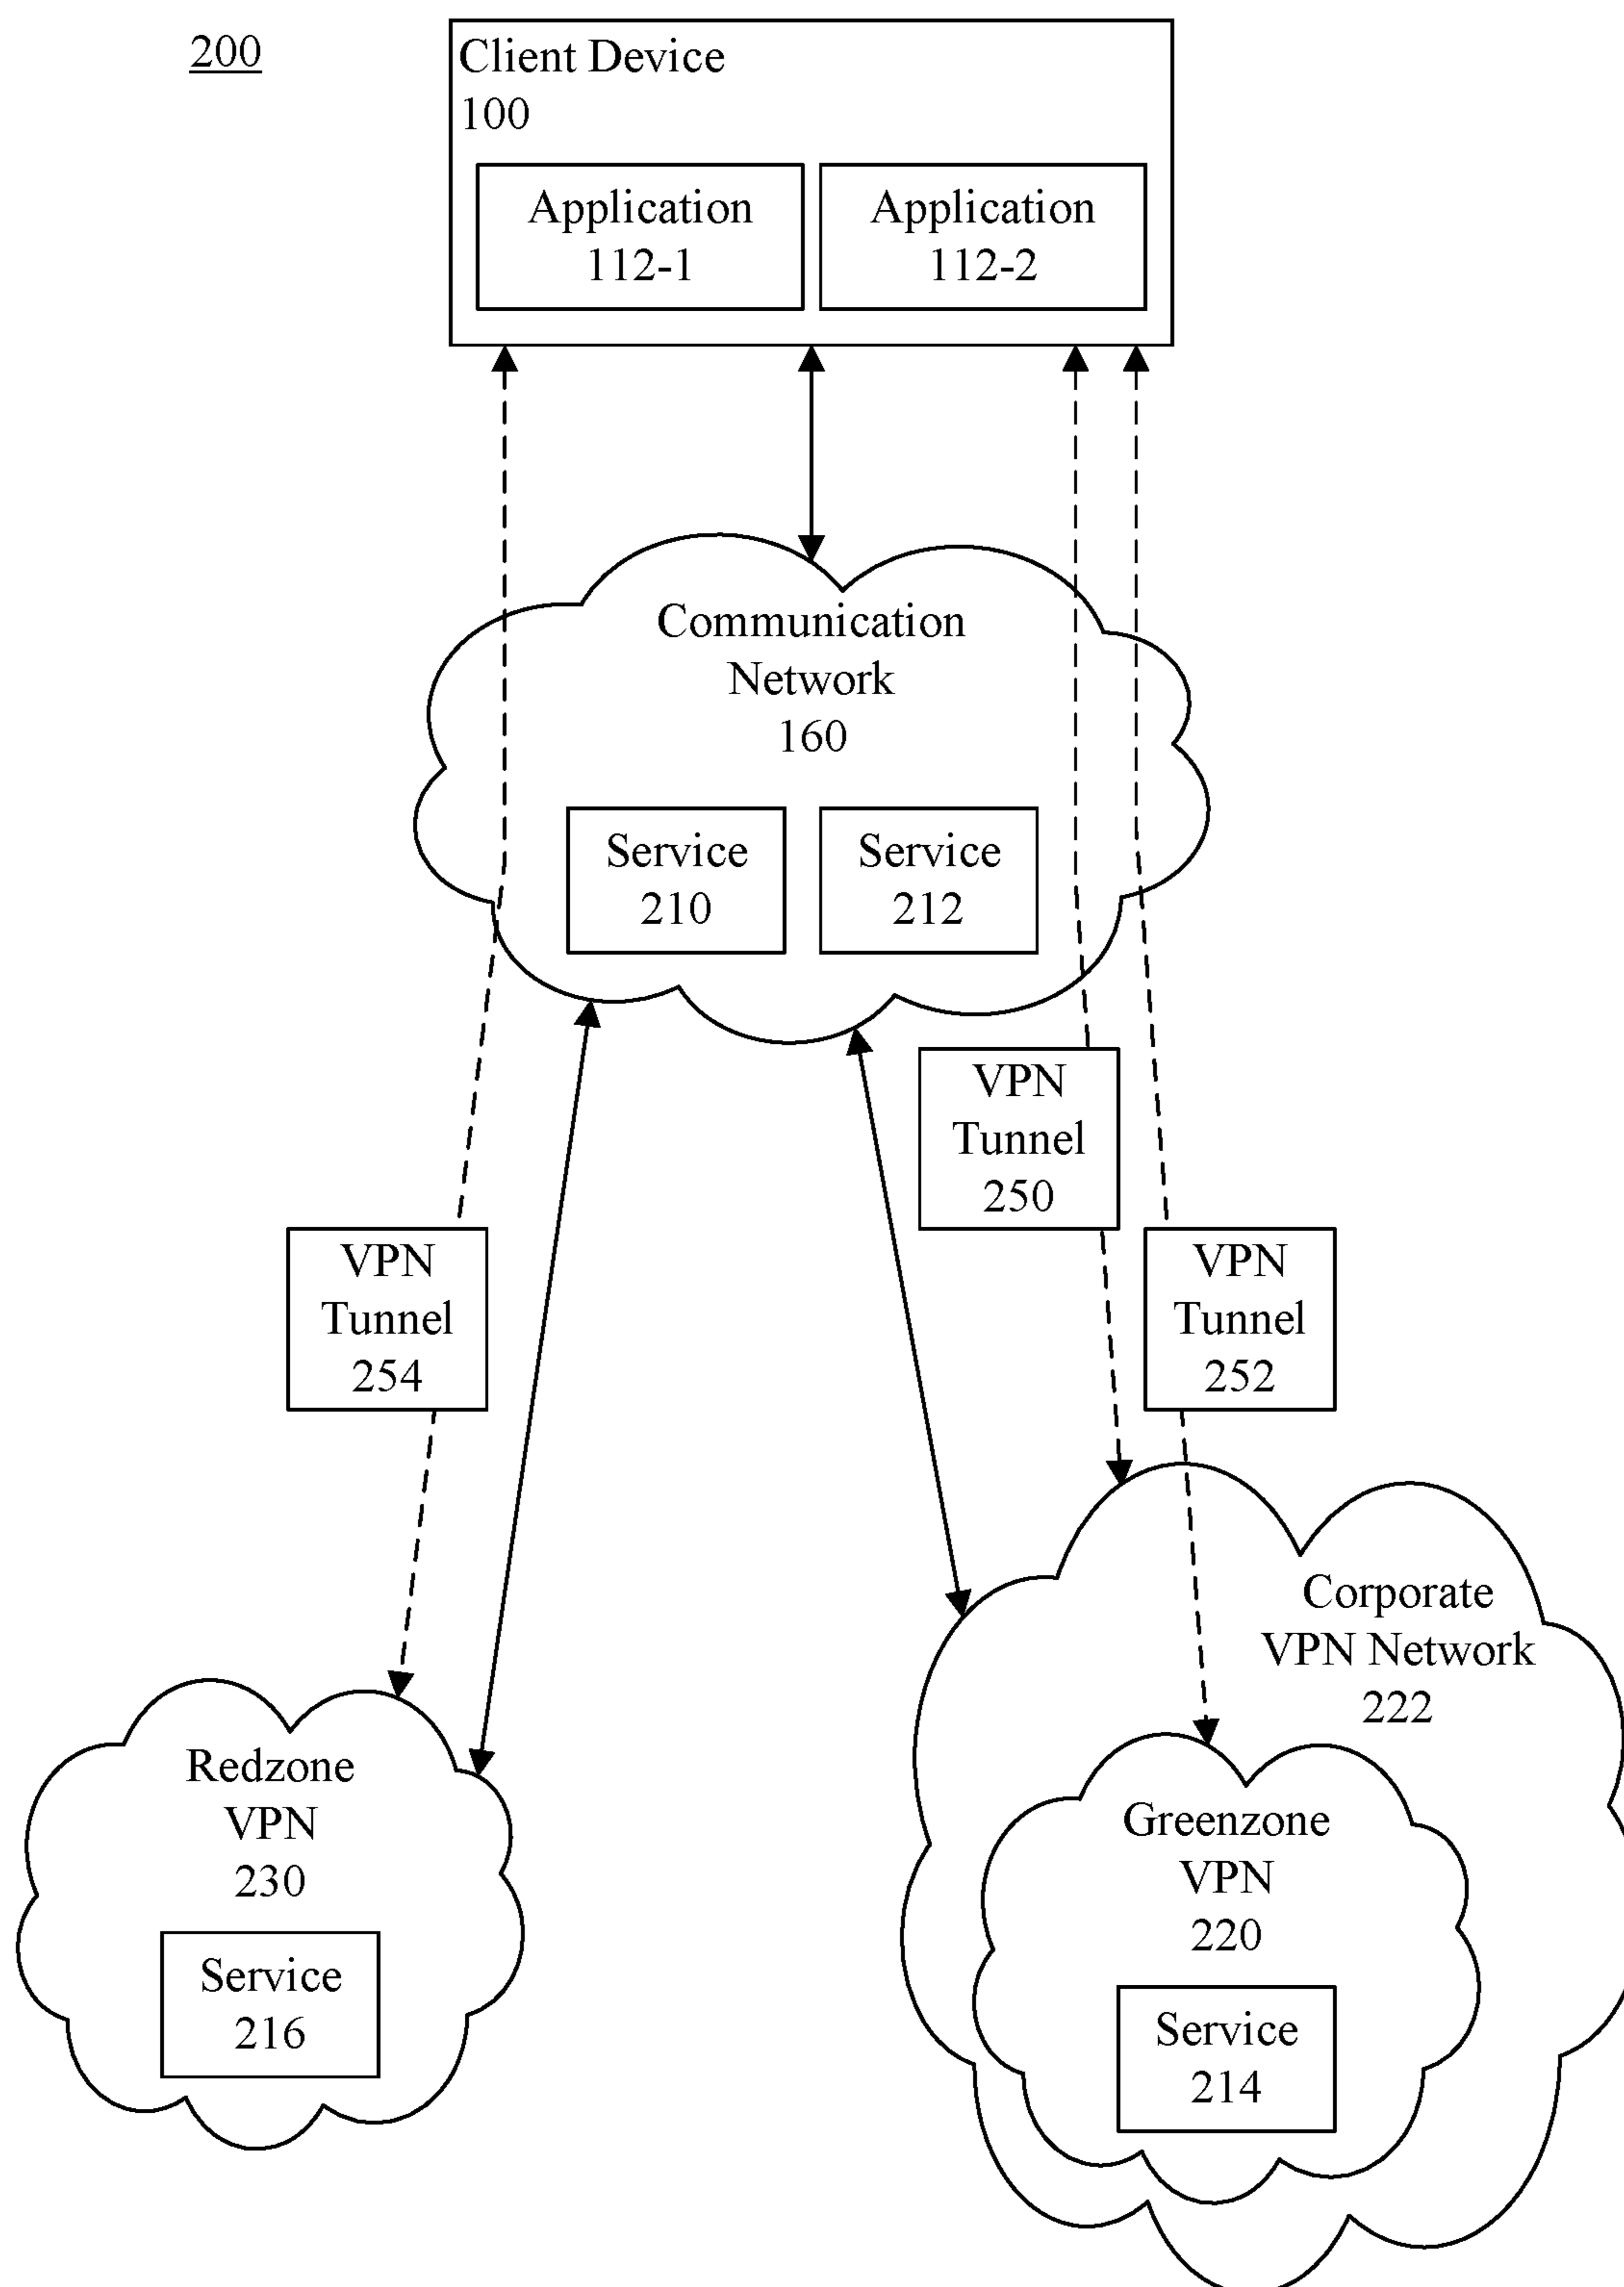 200
Client Device
100
Application
112-1
Application
112-2
Communication
Network
160
Service
210
Service
212
VPN
Tunnel
250
VPN
Tunnel
254
VPN
Tunnel
252
Corporate
VPN Network
222
Redzone
VPN
230
Service
216
Greenzone
VPN
220
Service
214